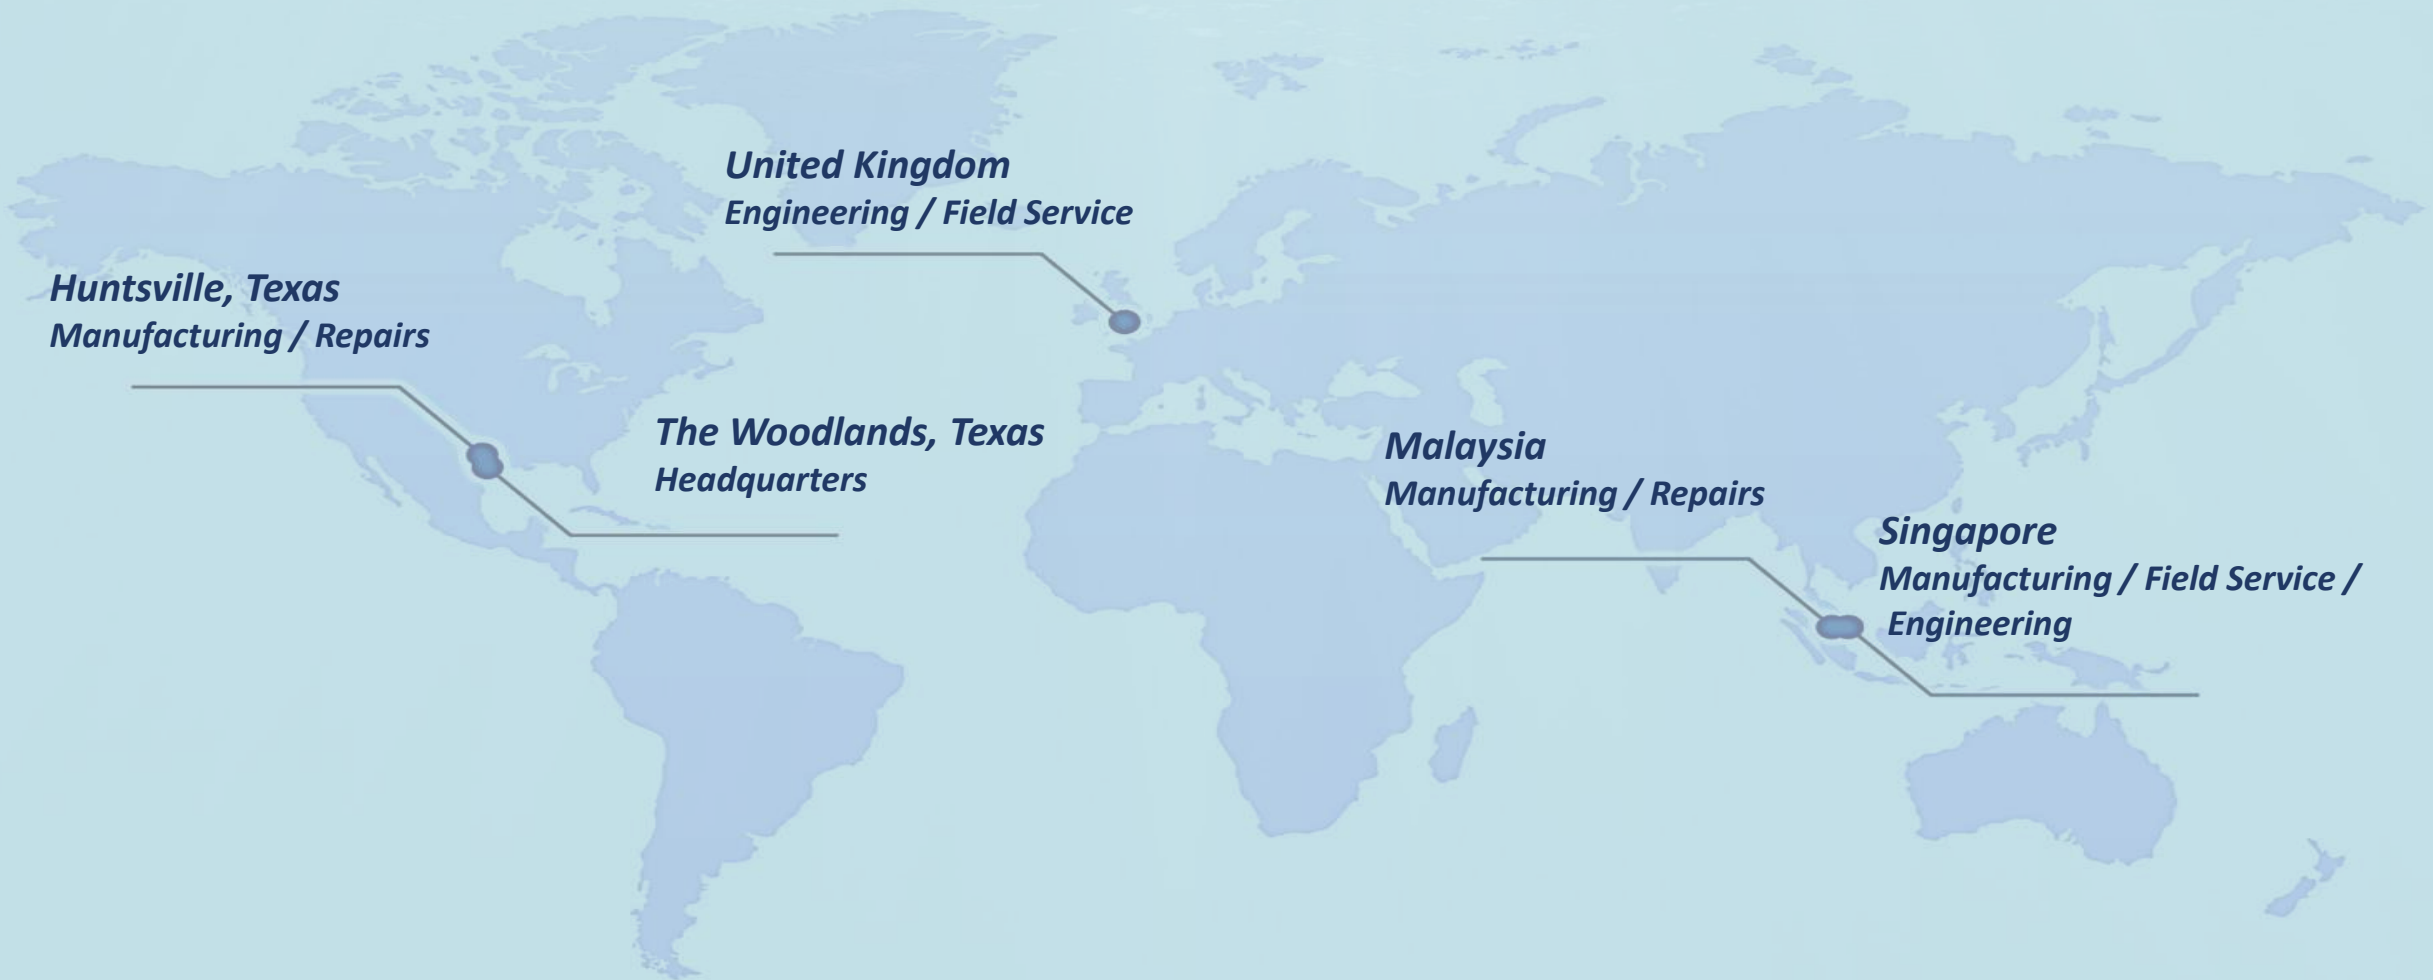 United Kingdom
Engineering / Field Service
Huntsville, Texas
Manufacturing / Repairs
The Woodlands, Texas
Headquarters
Malaysia
Manufacturing / Repairs
Singapore
Manufacturing / Field Service /
Engineering